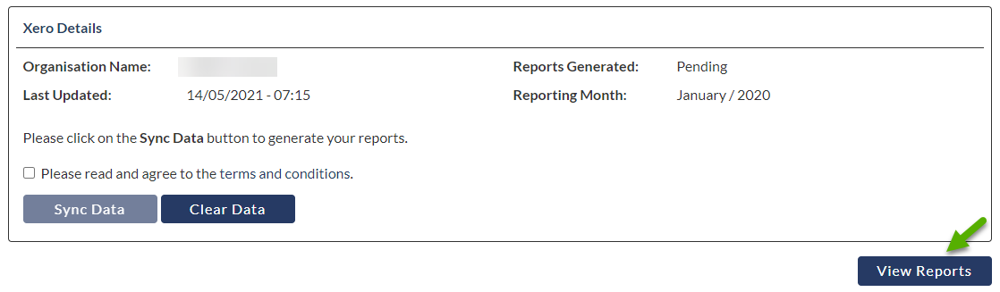 Xero Details
Organisation Name: Reports Generated: Pending
Last Updated: 14/05/2021 - 07:15 Reporting Month: January / 2020
Please click on the Sync Data button to generate your reports.
Please read and agree to the terms and conditions.
Sync Data Clear Data
View Reports